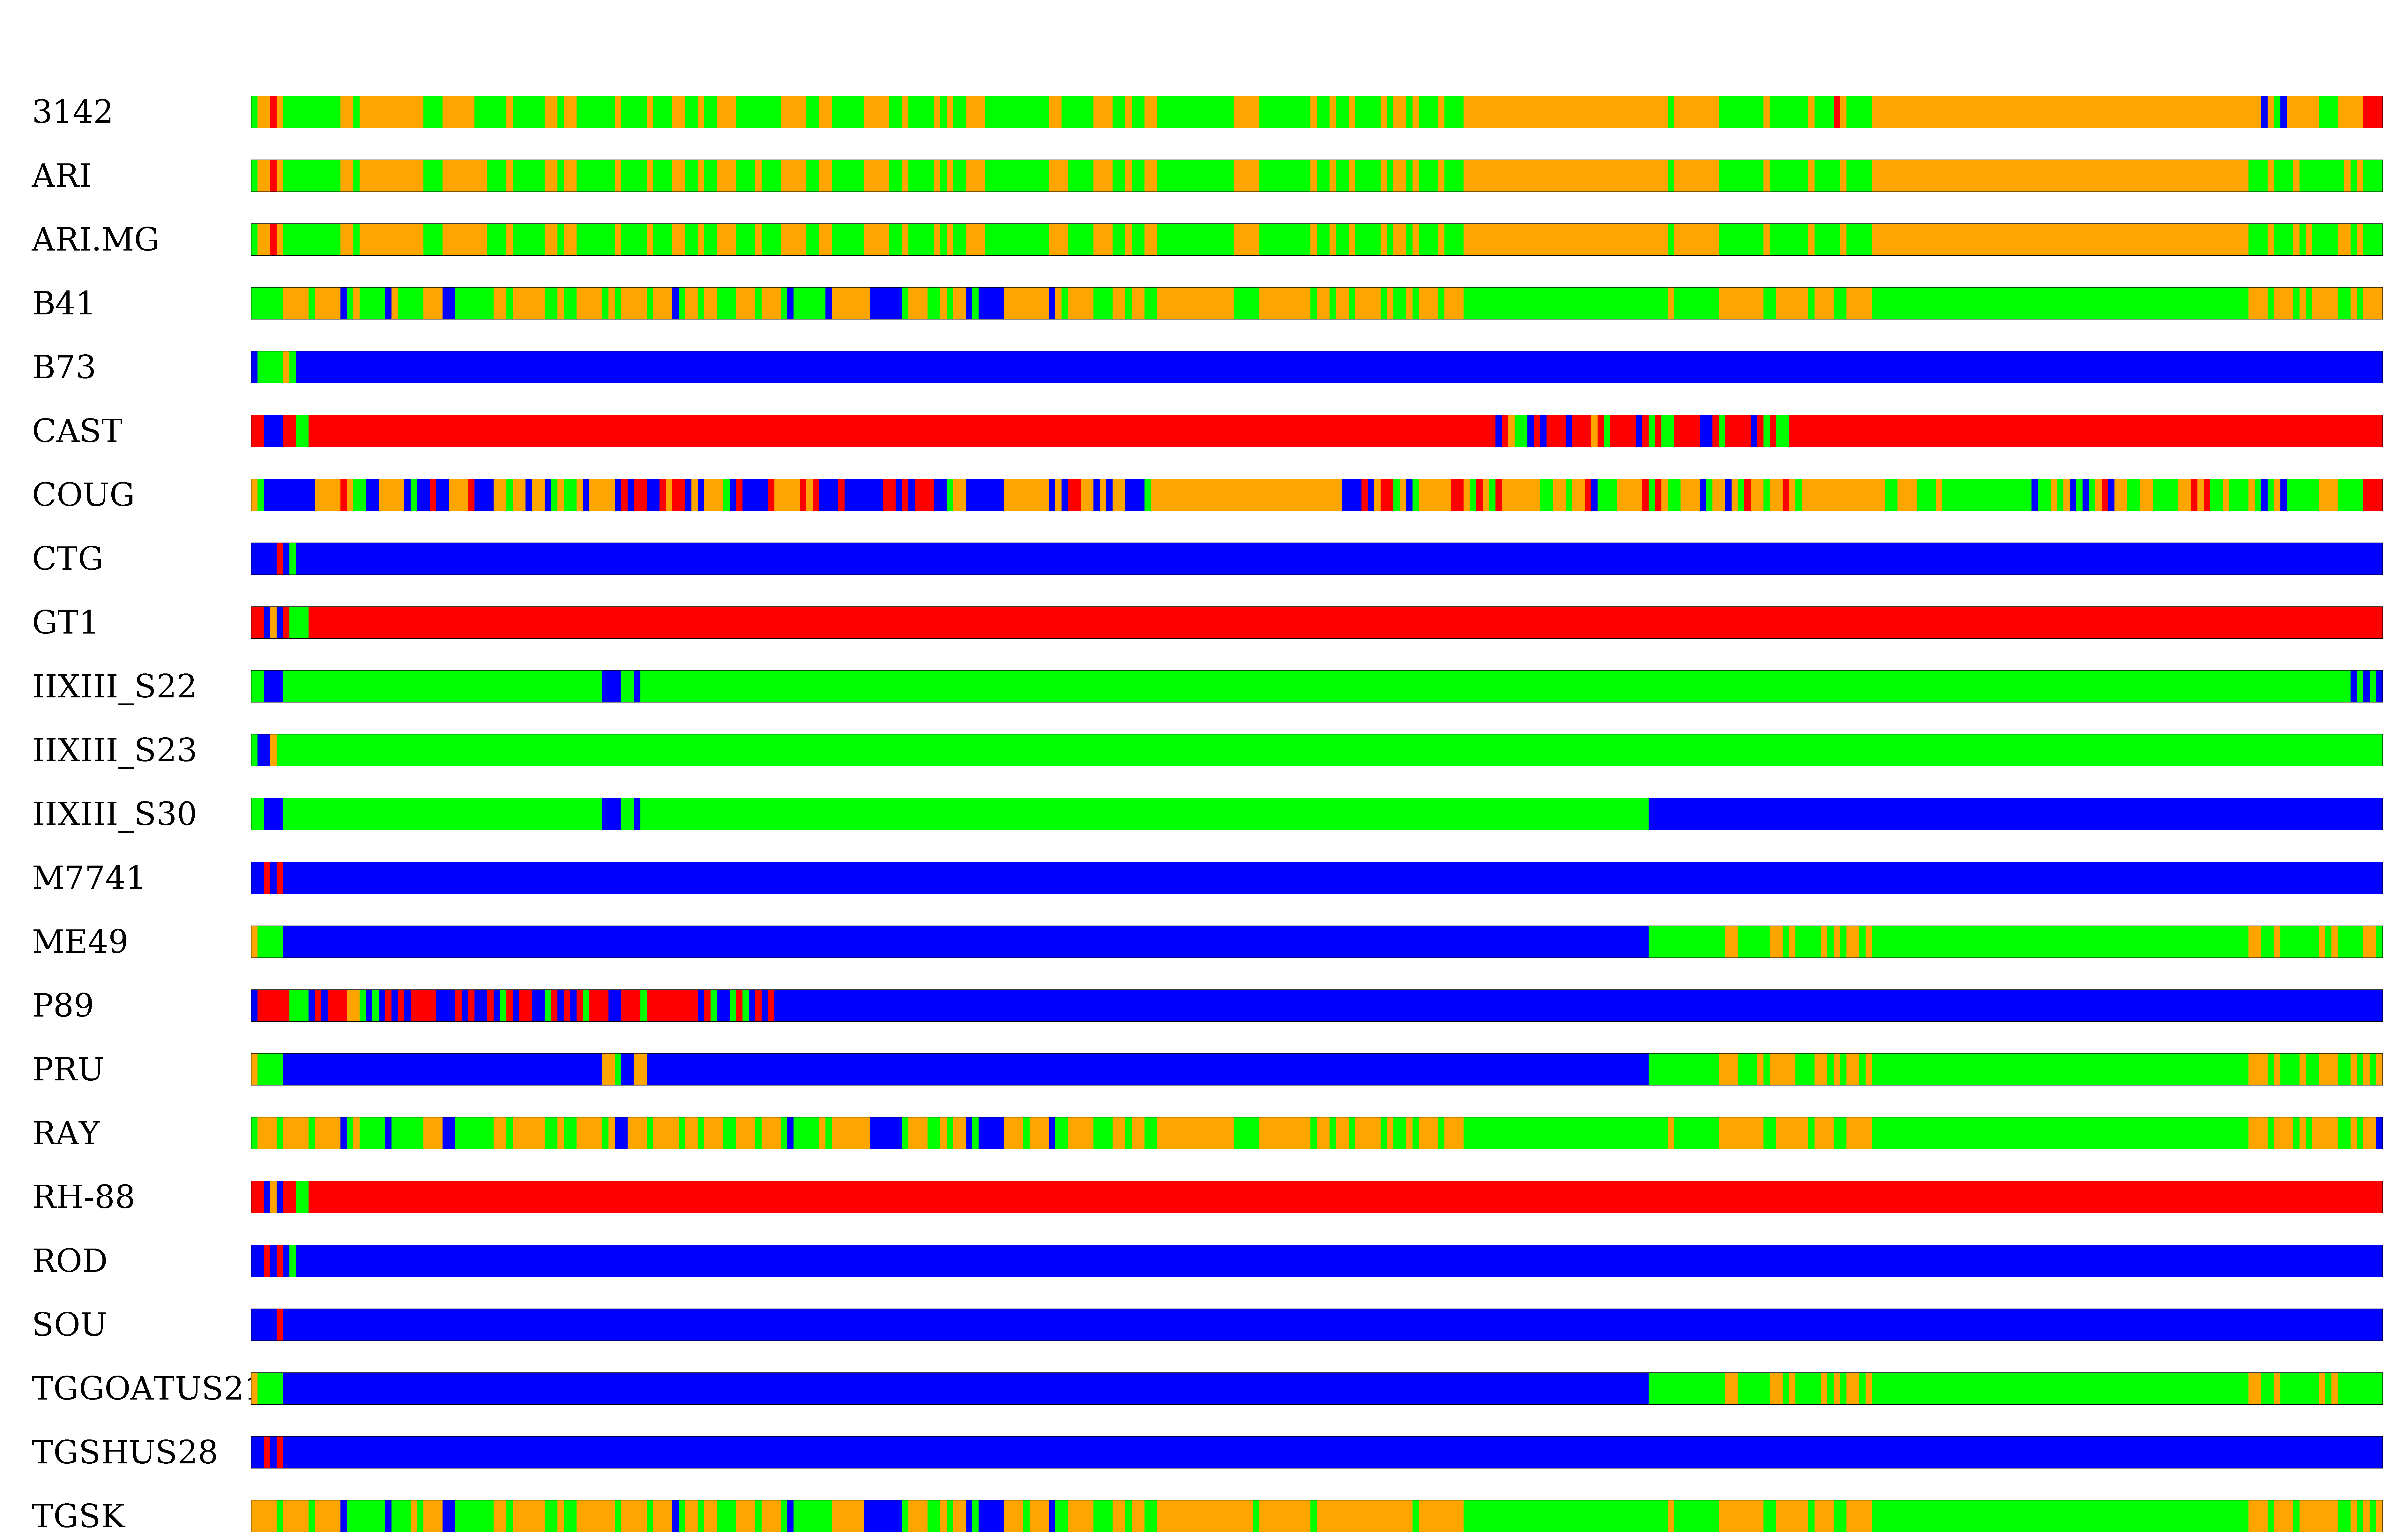 3142
ARI
ARI.MG
B41
B73
CAST
COUG
CTG
GT1
IIXIII_S22
IIXIII_S23
IIXIII_S30
M7741
ME49
P89
PRU
RAY
RH-88
ROD
SOU
TGGOATUS21
TGSHUS28
TGSK